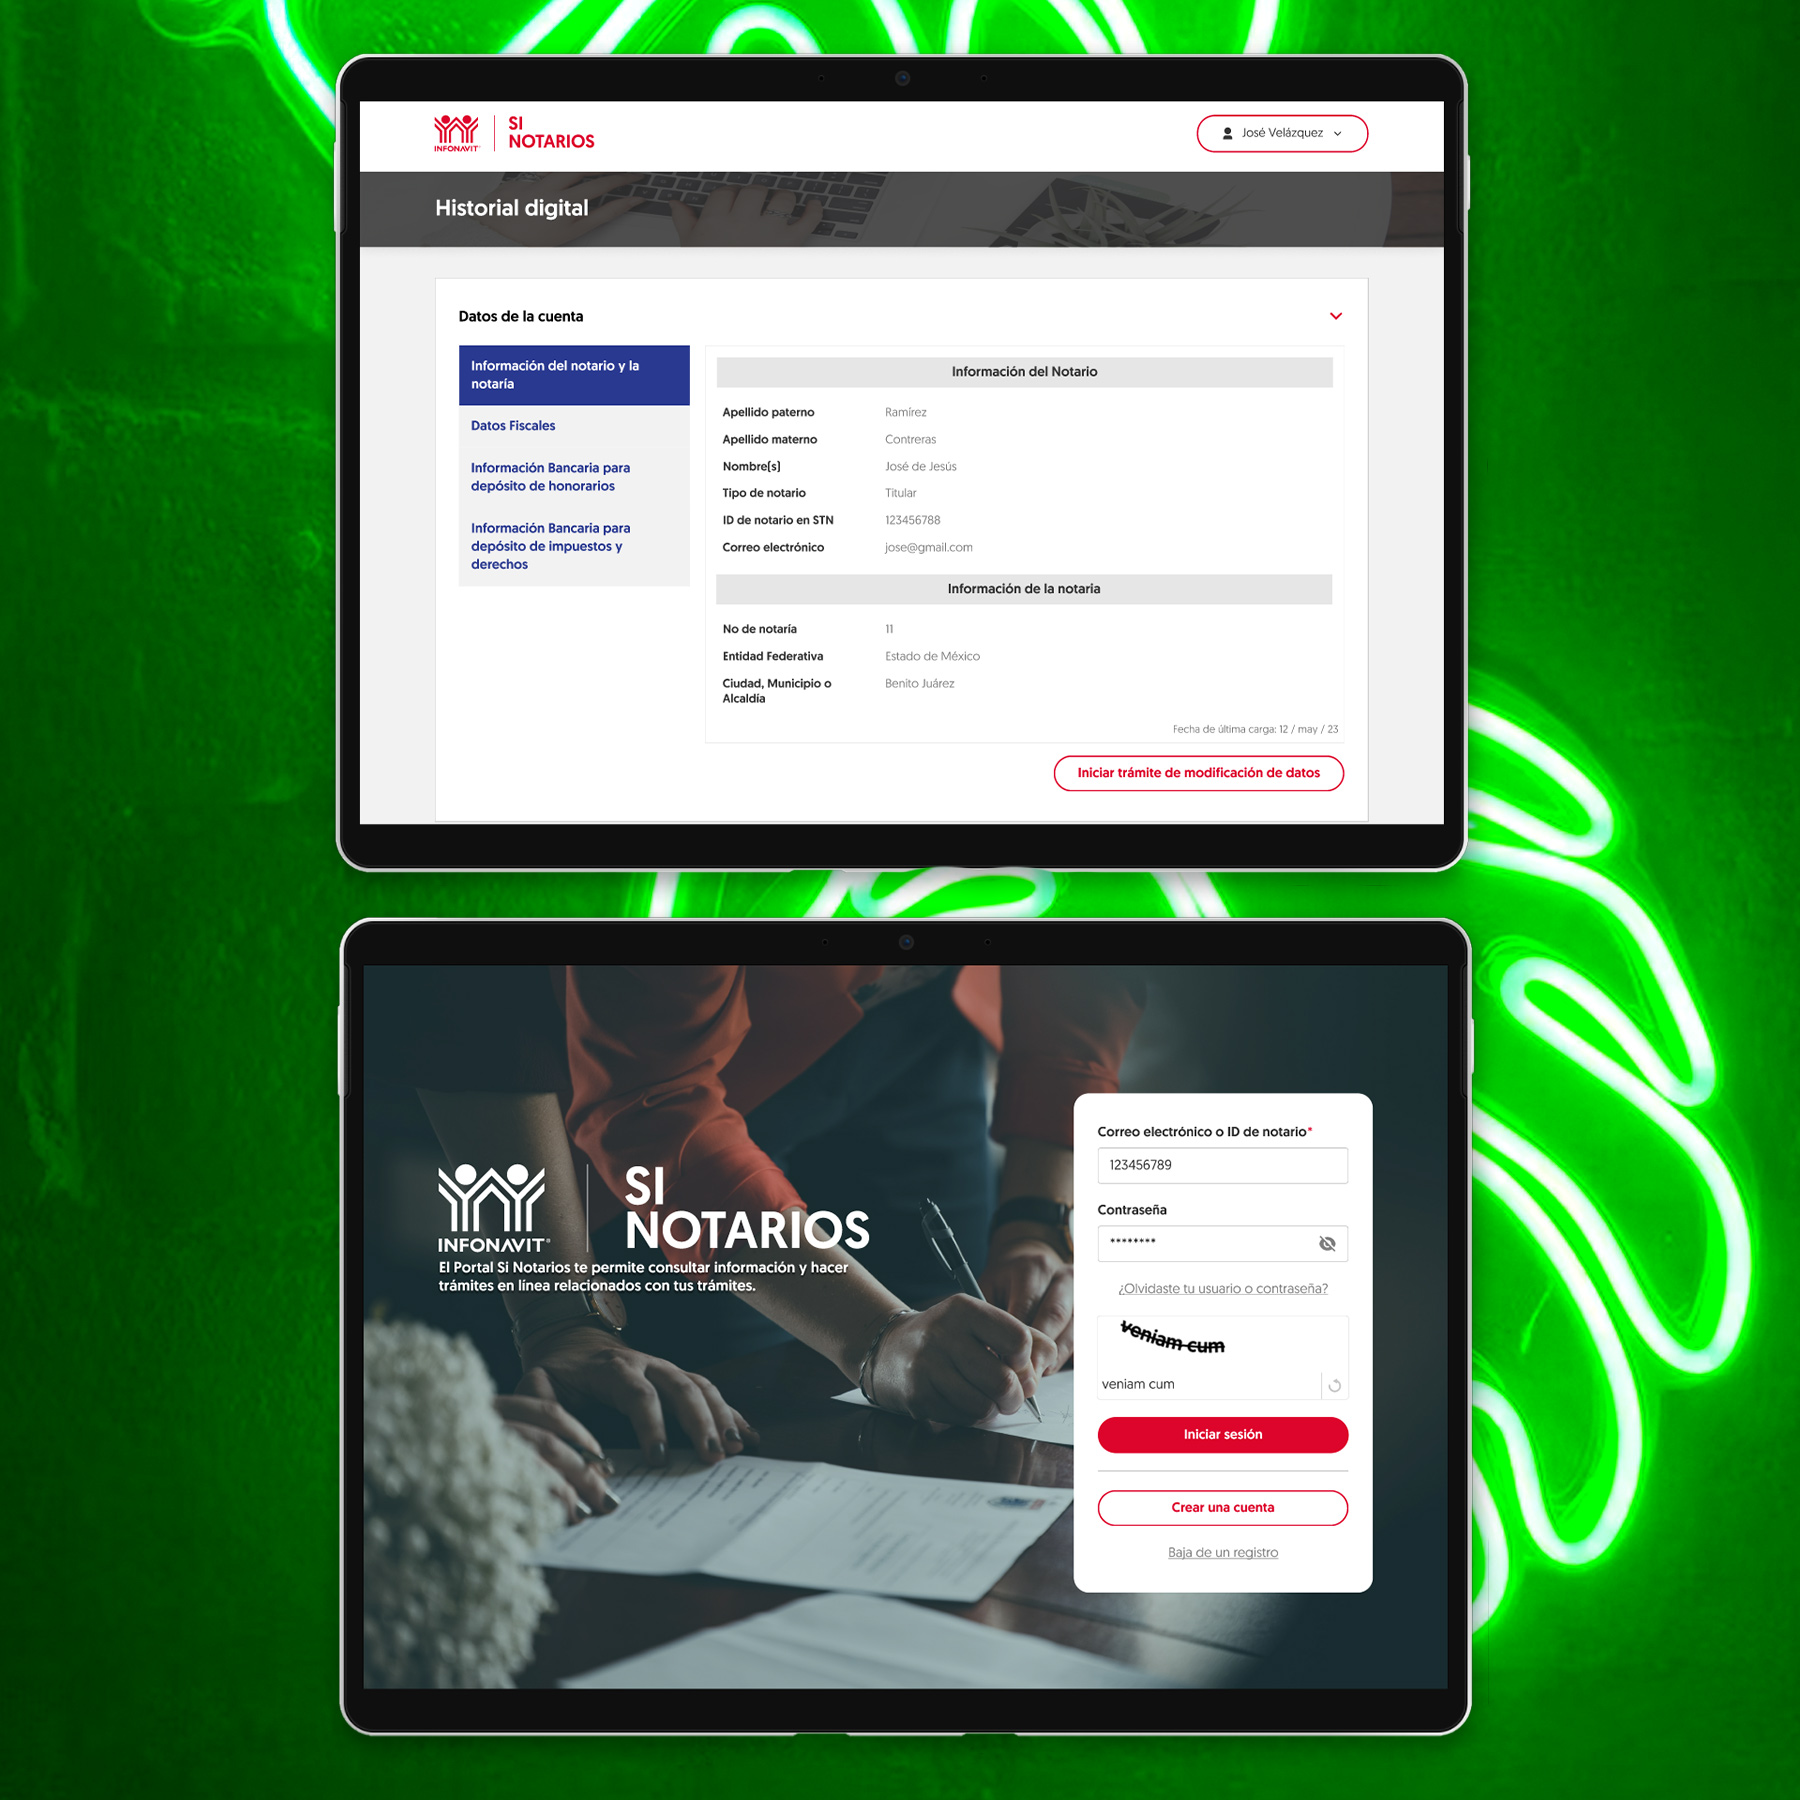 INFONAVIT
SI
NOTARIOS
José Velázquez
Historial digital
Datos de la cuenta
Información del notario y la
notaría
Datos Fiscales
Información Bancaria para
depósito de honorarios
Información Bancaria para
depósito de impuestos y
derechos
Información del Notario
Apellido paterno Ramírez
Apellido materno Contreras
Nombre(s) José de Jesús
Tipo de notario Titular
ID de notario en STN 123456788
Correo electrónico jose@gmail.com
Información de la notaria
No de notaría 11
Entidad Federativa Estado de México
Ciudad, Municipio o Benito Juárez
Alcaldía
Fecha de última carga: 12 / may / 23
Iniciar trámite de modificación de datos
INFONAVIT®
SI
NOTARIOS
El Portal Si Notarios te permite consultar información y hacer
trámites en línea relacionados con tus trámites.
Correo electrónico o ID de notario*
123456789
Contraseña
********
¿Olvidaste tu usuario o contraseña?
veniam cum
veniam cum
Iniciar sesión
Crear una cuenta
Baja de un registro